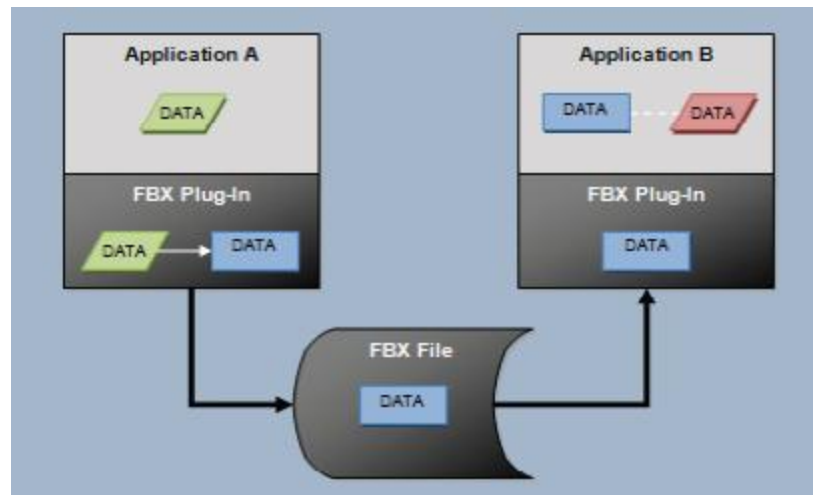 Application A
DATA
FBX Plug-In
DATA
DATA
Application B
DATA
DATA
FBX Plug-In
DATA
FBX File
DATA